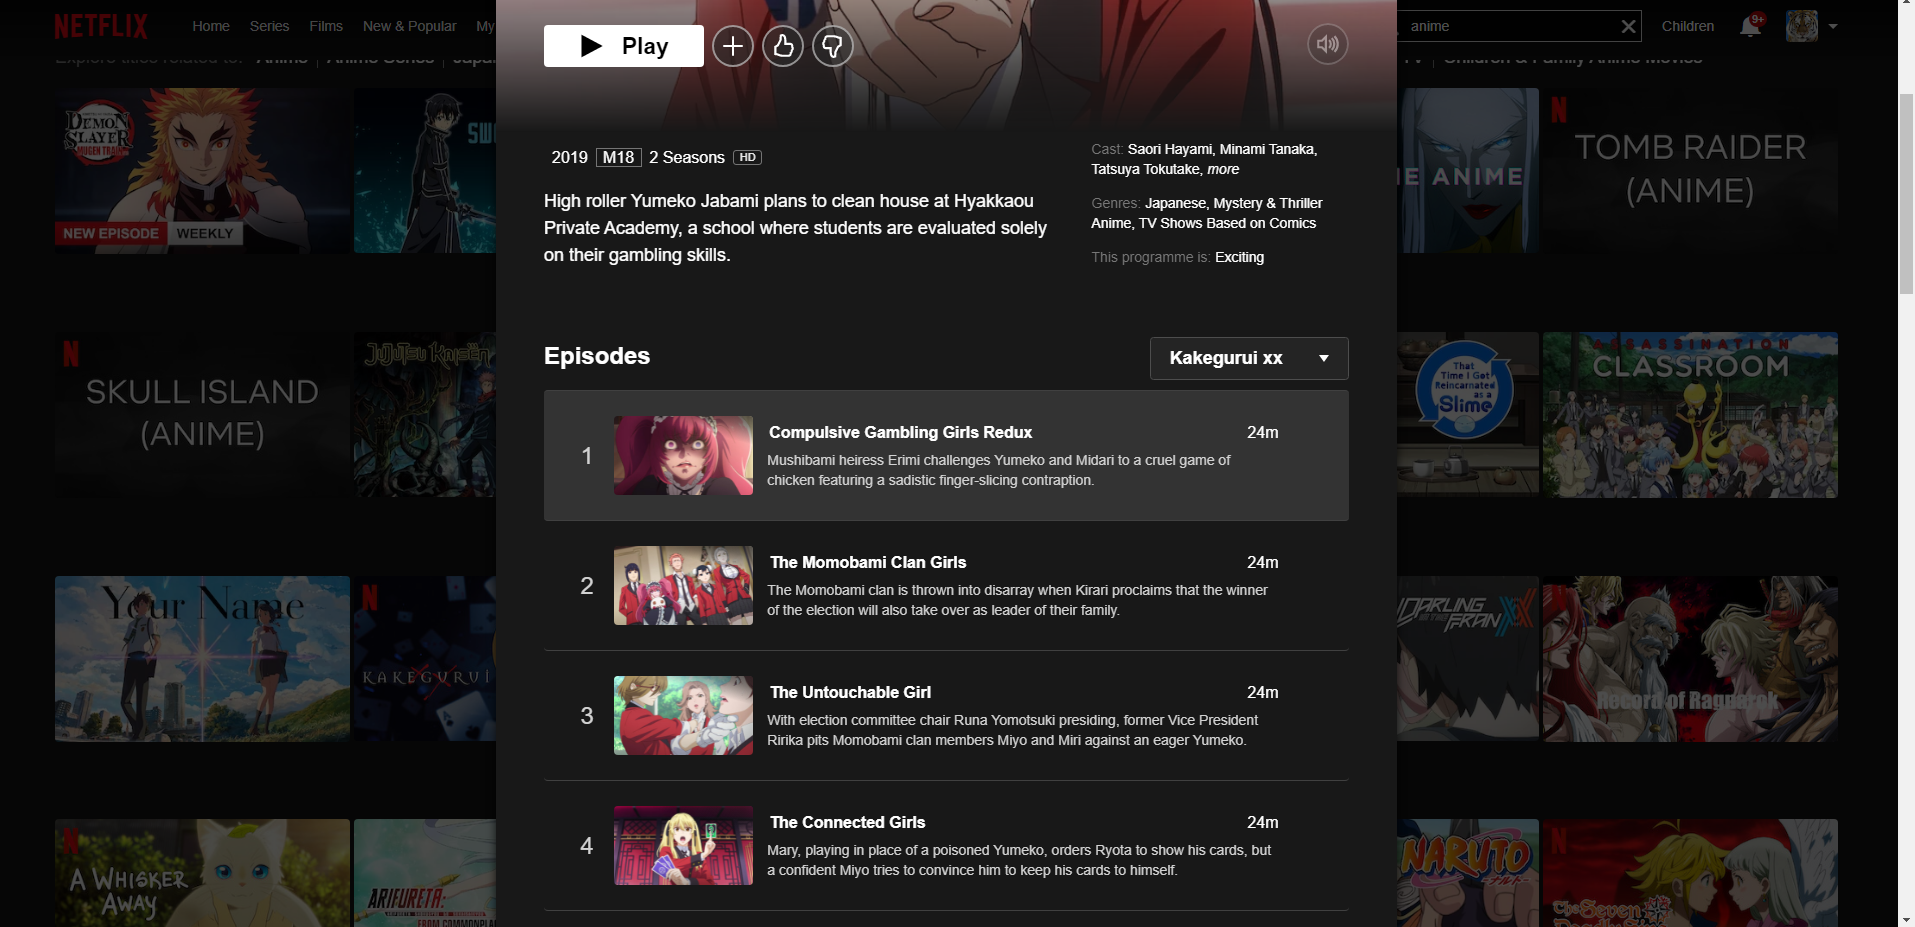 NETFLIX
Home
Series
Films
New & Popular
My
Play
anime
Children
9+
Explore titles related to:
Anime
Anime Series
Children & Family Anime Movies
DEMON
SLAYER
MUGEN TRAIN
NEW EPISODE
WEEKLY
2019 M18 2 Seasons HD
High roller Yumeko Jabami plans to clean house at Hyakkaou
Private Academy, a school where students are evaluated solely
on their gambling skills.
Cast: Saori Hayami, Minami Tanaka,
Tatsuya Tokutake, more
Genres: Japanese, Mystery & Thriller
Anime, TV Shows Based on Comics
This programme is: Exciting
E ANIME
TOMB RAIDER
(ANIME)
SKULL ISLAND
(ANIME)
JUJUTSU KAISEN
Episodes
Kakegurui xx
1
Compulsive Gambling Girls Redux
24m
Mushibami heiress Erimi challenges Yumeko and Midari to a cruel game of
chicken featuring a sadistic finger-slicing contraption.
2
The Momobami Clan Girls
24m
The Momobami clan is thrown into disarray when Kirari proclaims that the winner
of the election will also take over as leader of their family.
3
The Untouchable Girl
24m
With election committee chair Runa Yomotsuki presiding, former Vice President
Ririka pits Momobami clan members Miyo and Miri against an eager Yumeko.
4
The Connected Girls
24m
Mary, playing in place of a poisoned Yumeko, orders Ryota to show his cards, but
a confident Miyo tries to convince him to keep his cards to himself.
That
Time I Got
Reincarnated
as a
Slime
ASSASSINATION
CLASSROOM
Your Name
KAKEGURUI
DARLING
in the FRANXX
Record of Ragnarok
A WHISKER
AWAY
ARIFURETA:
FROM COMMONPLA
NARUTO
ナルト
The Seven
Deadly Sins